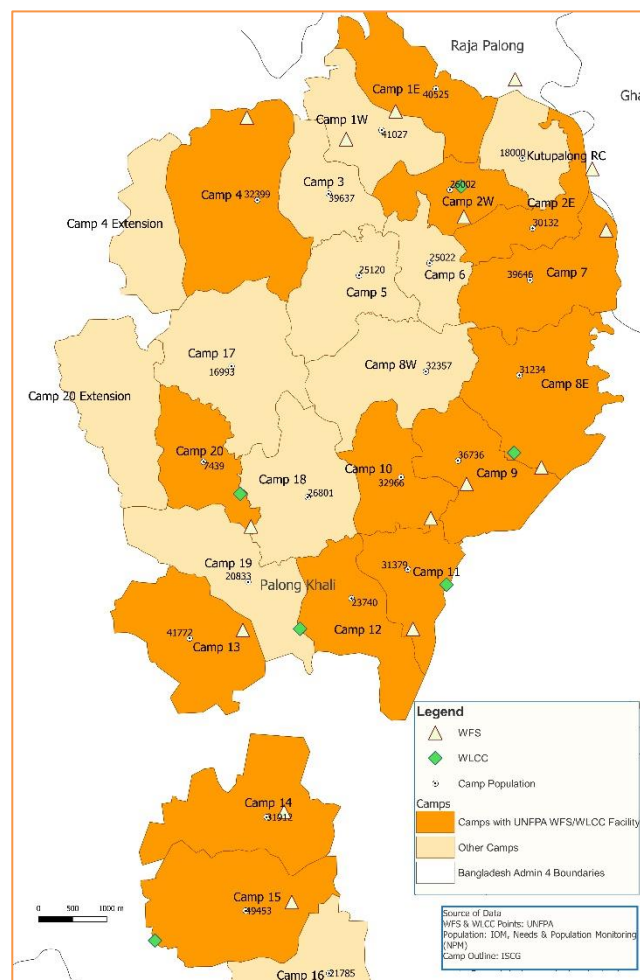 Raja Palong
Gha
Camp 1E
40525
Camp 1W
41027
18000
Kutupalong RC
Camp 4
32399
Camp 3
39637
26002
Camp 2W
Camp 2E
30132
Camp 4 Extension
25120
Camp 5
25022
Camp 6
39646
Camp 7
Camp 17
16993
Camp 8W
32357
31234
Camp 8E
Camp 20 Extension
Camp 20
7439
Camp 18
26801
Camp 10
32966
36736
Camp 9
Camp 19
20833
Palong Khali
31379
Camp 11
23740
Camp 12
41772
Camp 13
Camp 14
31912
Camp 15
49453
Camp 16
21785
Legend
WFS
WLCC
Camp Population
Camps
Camps with UNFPA WFS/WLCC Facility
Other Camps
Bangladesh Admin 4 Boundaries
0 500 1000 m
Source of Data
WFS & WLCC Points: UNFPA
Population: IOM, Needs & Population Monitoring
(NPM)
Camp Outline: ISCG